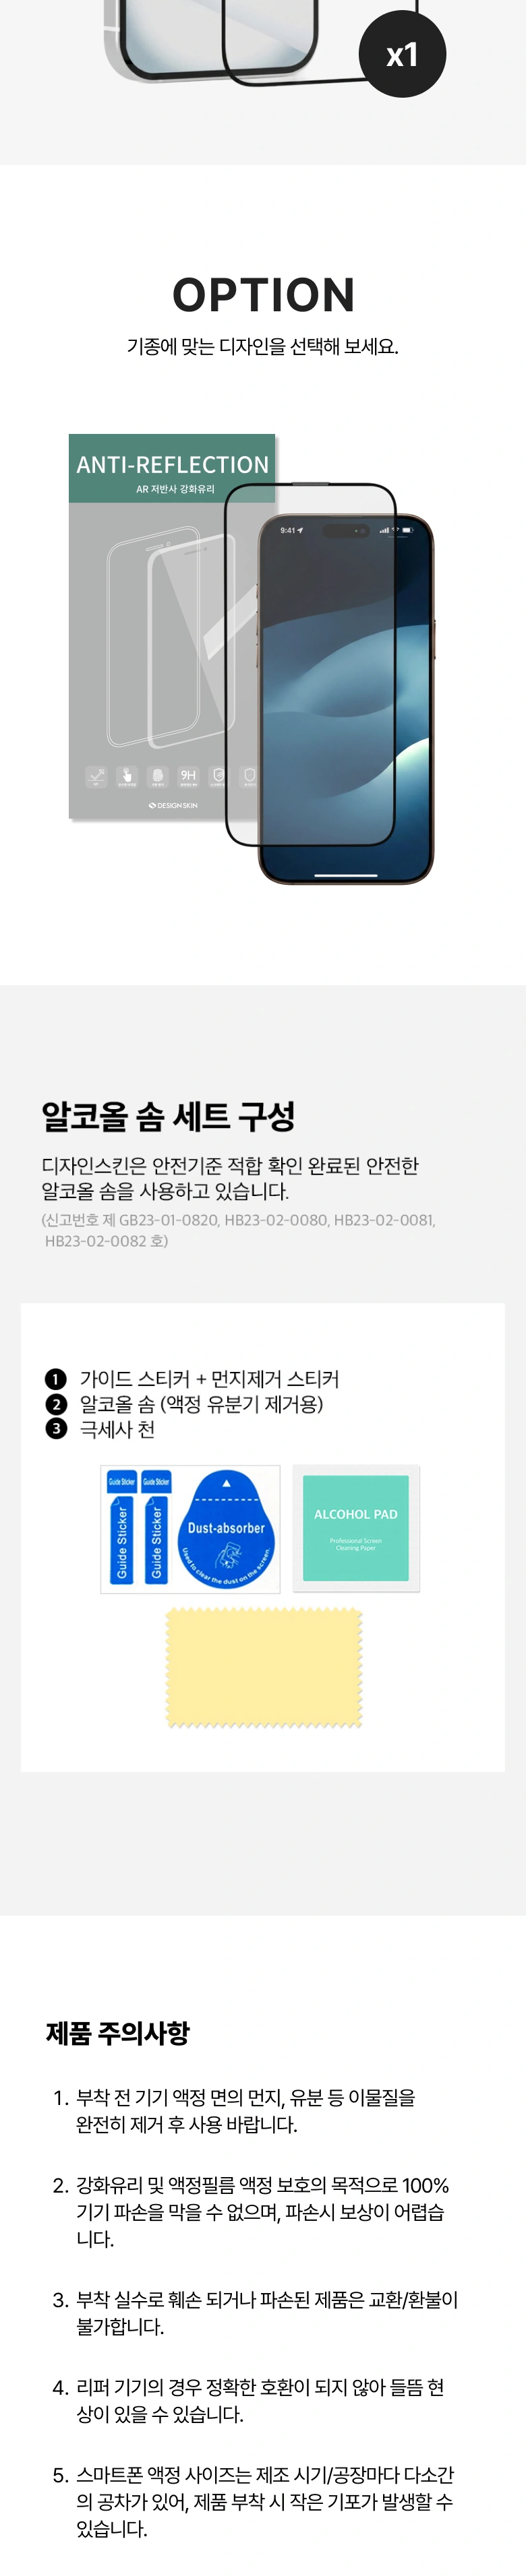 x1
OPTION
기종에 맞는 디자인을 선택해 보세요.
ANTI-REFLECTION
AR 저반사 강화유리
9:41
9H
DESIGN SKIN
알코올 솜 세트 구성
디자인스킨은 안전기준 적합 확인 완료된 안전한
알코올 솜을 사용하고 있습니다.
(신고번호 제 GB23-01-0820, HB23-02-0080, HB23-02-0081,
HB23-02-0082 호)
1 가이드 스티커 + 먼지제거 스티커
2 알코올 솜 (액정 유분기 제거용)
3 극세사 천
Guide Sticker
Guide Sticker
Guide Sticker
Guide Sticker
Dust-absorber
Used to clear the dust on the screen.
ALCOHOL PAD
Professional Screen
Cleaning Paper
제품 주의사항
1. 부착 전 기기 액정 면의 먼지, 유분 등 이물질을
완전히 제거 후 사용 바랍니다.
2. 강화유리 및 액정필름 액정 보호의 목적으로 100%
기기 파손을 막을 수 없으며, 파손시 보상이 어렵습
니다.
3. 부착 실수로 훼손 되거나 파손된 제품은 교환/환불이
불가합니다.
4. 리퍼 기기의 경우 정확한 호환이 되지 않아 들뜸 현
상이 있을 수 있습니다.
5. 스마트폰 액정 사이즈는 제조 시기/공장마다 다소간
의 공차가 있어, 제품 부착 시 작은 기포가 발생할 수
있습니다.